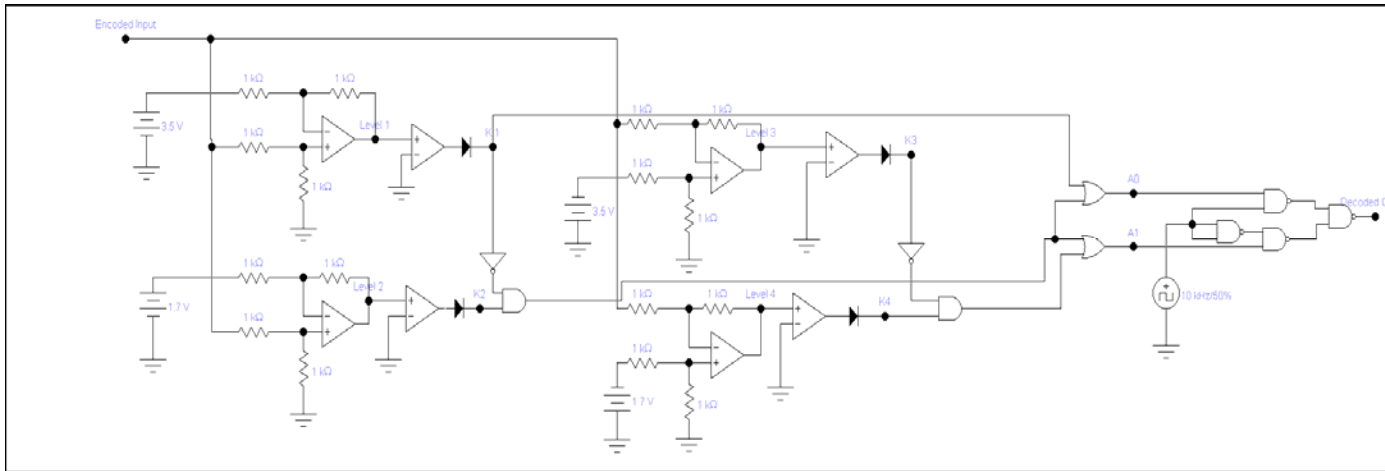 Encoded Input
1 kΩ
1 kΩ
3.5 V
Level 1
1 kΩ
1 kΩ
K 1
1 kΩ
1 kΩ
Level 3
1 kΩ
3.5 V
1 kΩ
K3
A0
Decoded
A1
10 kHz/50%
1 kΩ
1 kΩ
1.7 V
Level 2
1 kΩ
1 kΩ
K2
1 kΩ
1 kΩ
Level 4
1 kΩ
1.7 V
1 kΩ
K4